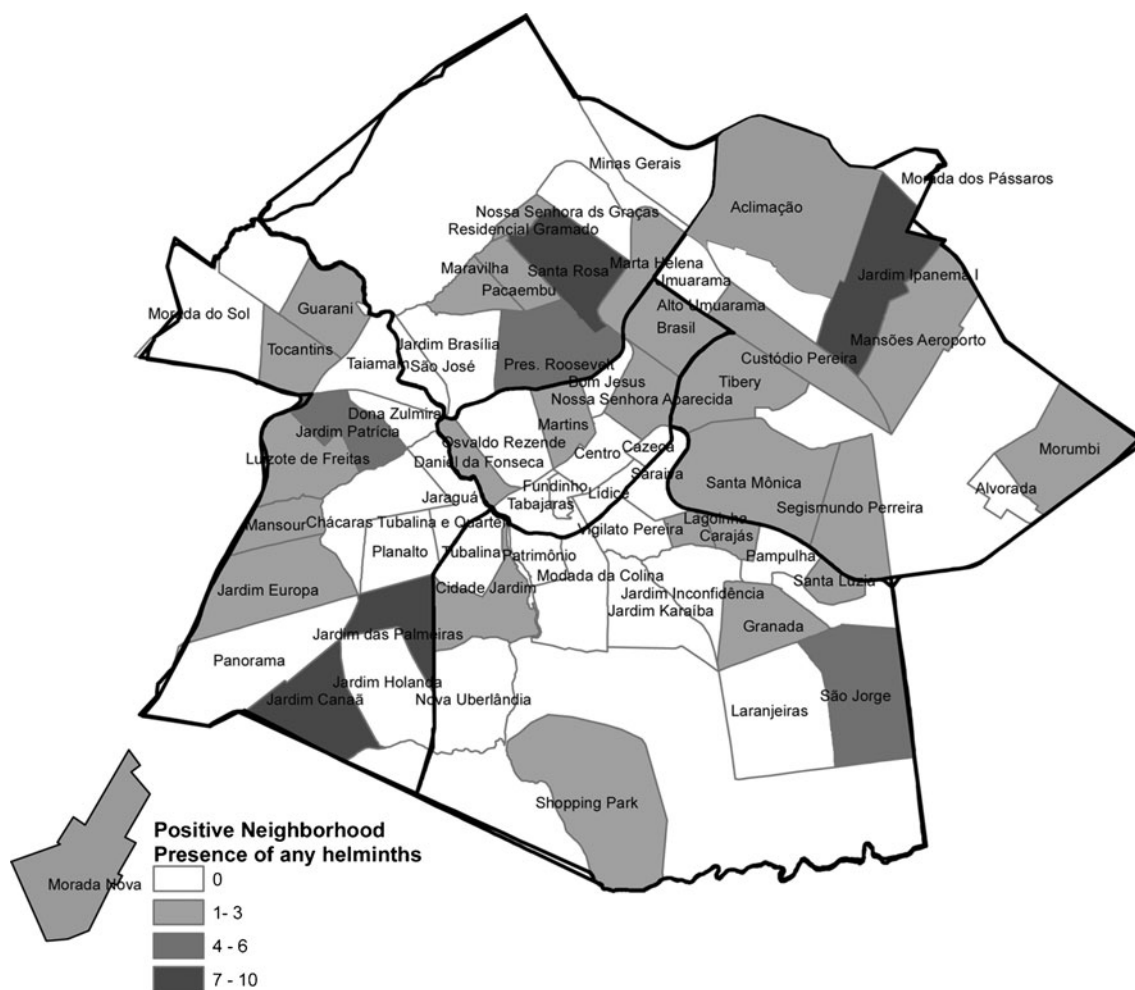 Minas Gerais
Morada dos Pássaros
Aclimação
Nossa Senhora ds Graças
Residencial Gramado
Marta Helena
Maravilha
Santa Rosa
Jardim Ipanema I
Umuarama
Pacaembu
Alto Umuarama
Morada do Sol
Guarani
Brasil
Mansões Aeroporto
Jardim Brasília
Custódio Pereira
Tocantins
Taiaman
São José
Pres. Roosevelt
Dom Jesus
Tibery
Nossa Senhora Aparecida
Dona Zulmira
Martins
Jardim Patrícia
Osvaldo Rezende
Cazeca
Morumbi
Luizote de Freitas
Daniel da Fonseca
Centro
Saraiva
Santa Mônica
Fundinho
Lídice
Alvorada
Jaraguá
Tabajaras
Segismundo Perreira
Mansour
Chácaras Tubalina e Quartel
Lagoinha
Vigilato Pereira
Carajás
Planalto
Tubalina
Patrimônio
Pampulha
Modada da Colina
Santa Luzia
Jardim Europa
Cidade Jardim
Jardim Inconfidência
Jardim Karaíba
Granada
Jardim das Palmeiras
Panorama
Jardim Holanda
Jardim Canaã
Nova Uberlândia
São Jorge
Laranjeiras
Shopping Park
Morada Nova
Positive Neighborhood
Presence of any helminths
0
1- 3
4 - 6
7 - 10